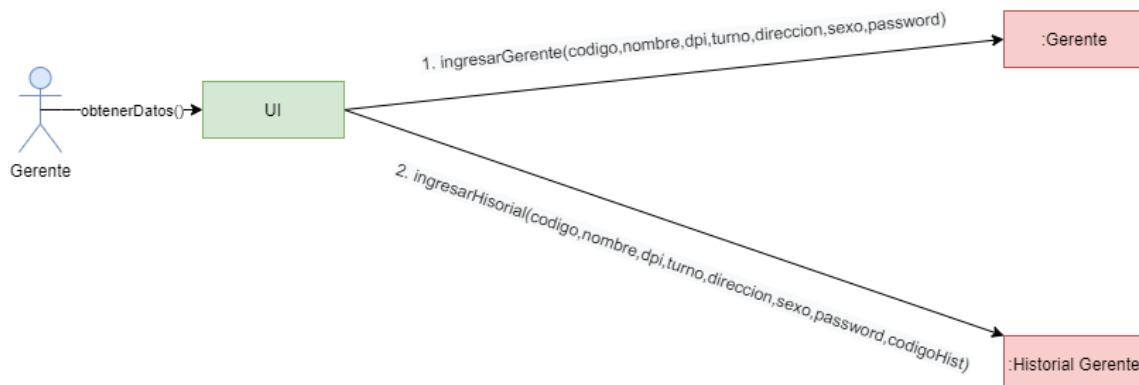 1. ingresarGerente(codigo,nombre,dpi,turno,direccion,sexo,password)
:Gerente
obtenerDatos()
UI
Gerente
2. ingresarHisorial(codigo,nombre,dpi,turno,direccion,sexo,password,codigoHist)
:Historial Gerente